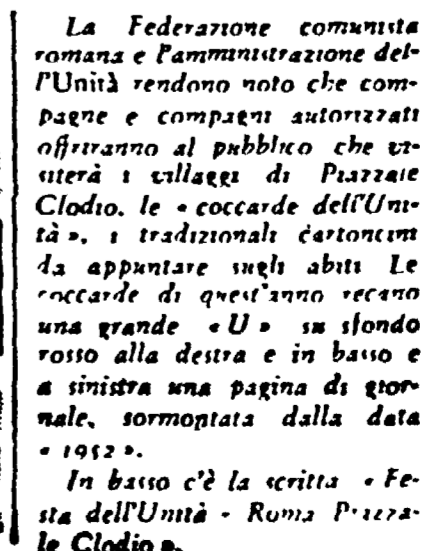 La Federazione comunista
romana e l'amministrazione del-
l'Unità rendono noto che com-
pagne e compagni autorizzati
offriranno al pubblico che vi-
siterà i villaggi di Piazzale
Clodio, le « coccarde dell'Uni-
tà », i tradizionali cartoncini
da appuntare sugli abiti Le
coccarde di quest'anno recano
una grande « U » su sfondo
rosso alla destra e in basso e
a sinistra una pagina di gior-
nale, sormontata dalla data
« 1952 ».
In basso c'è la scritta « Fe-
sta dell'Unità - Roma Piazza-
le Clodio ».